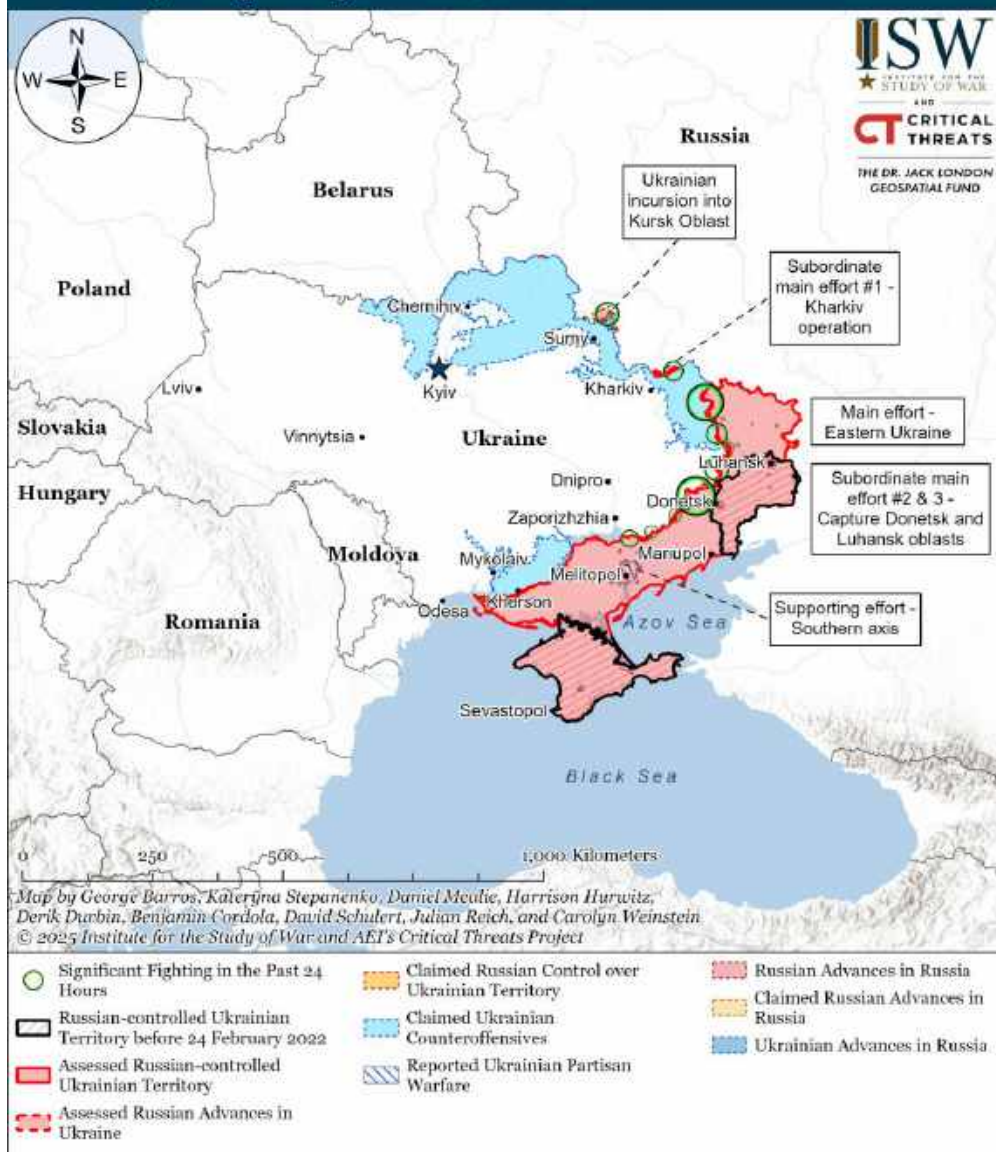 N
W
E
S
ISW
INSTITUTE FOR THE
STUDY OF WAR
AND
CT CRITICAL
THREATS
THE DR. JACK LONDON
GEOSPATIAL FUND
Russia
Ukrainian
incursion into
Kursk Oblast
Belarus
Subordinate
main effort #1 -
Kharkiv
operation
Poland
Chernihiv
Sumy
Kyiv
Lviv
Kharkiv
Slovakia
Main effort -
Eastern Ukraine
Vinnytsia
Ukraine
Luhansk
Hungary
Dnipro
Donetsk
Subordinate main
effort #2 & 3 -
Capture Donetsk and
Luhansk oblasts
Zaporizhzhia
Moldova
Mykolaiv
Mariupol
Melitopol
Kherson
Odesa
Romania
Azov Sea
Supporting effort -
Southern axis
Sevastopol
Black Sea
0
250
500
1,000 Kilometers
Map by George Barros, Kateryna Stepanenko, Daniel Mealie, Harrison Hurwitz,
Derik Durbin, Benjamin Cordola, David Schulert, Julian Reich, and Carolyn Weinstein
© 2025 Institute for the Study of War and AEI's Critical Threats Project
Significant Fighting in the Past 24
Hours
Russian-controlled Ukrainian
Territory before 24 February 2022
Assessed Russian-controlled
Ukrainian Territory
Assessed Russian Advances in
Ukraine
Claimed Russian Control over
Ukrainian Territory
Claimed Ukrainian
Counteroffensives
Reported Ukrainian Partisan
Warfare
Russian Advances in Russia
Claimed Russian Advances in
Russia
Ukrainian Advances in Russia